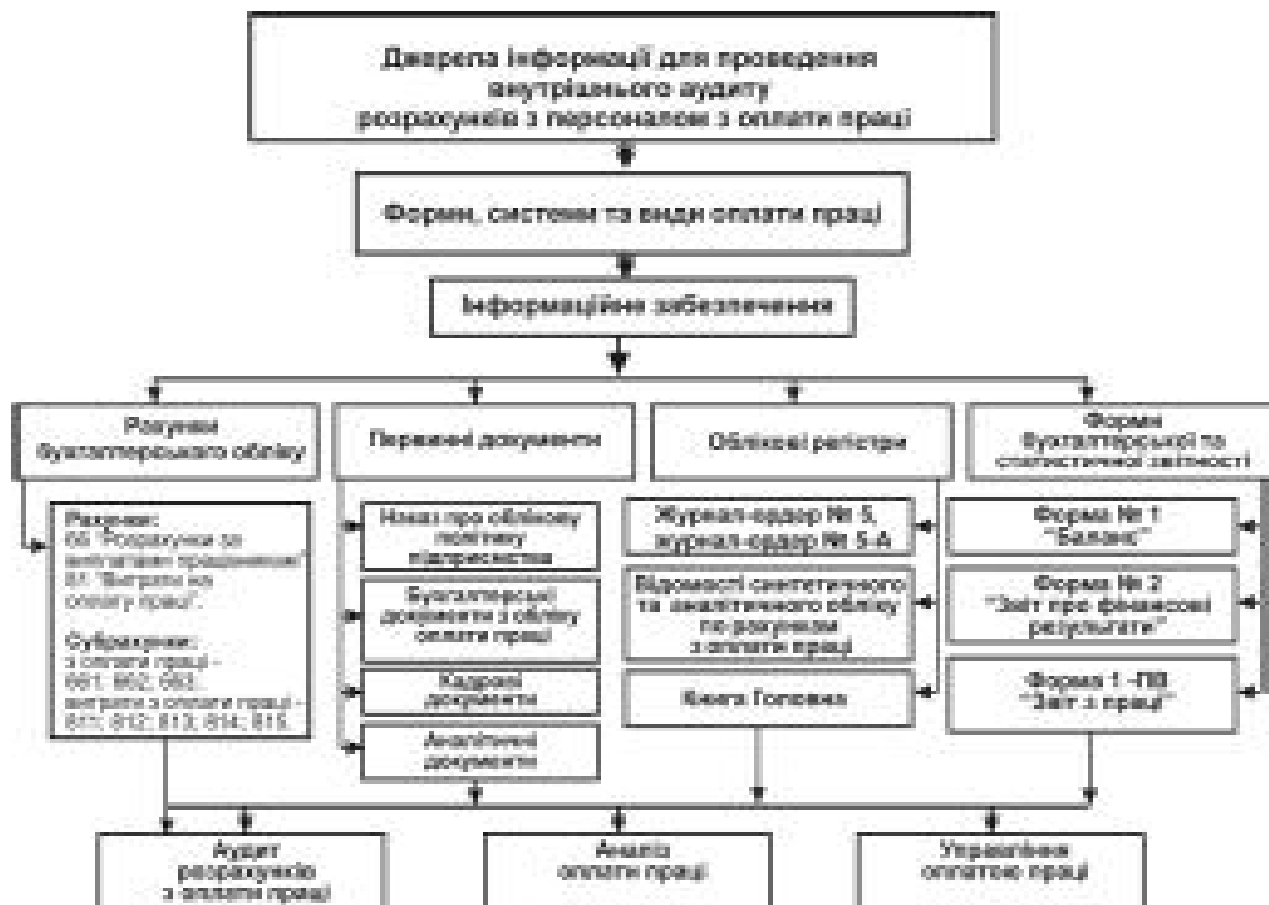 Джерела інформації для проведення
внутрішнього аудиту
розрахунків з персоналом з оплати праці
Форми, системи та види оплати праці
Інформаційне забезпечення
Рахунки
бухгалтерського обліку
Первинні документи
Облікові регістри
Форми
бухгалтерської та
статистичної звітності
Рахунки:
66 "Розрахунки за
виплатами працівникам"
81 "Витрати на
оплату праці".
Субрахунки:
з оплати праці -
661; 662; 663;
витрати з оплати праці -
811; 812; 813; 814; 815.
Наказ про облікову
політику
підприємства
Бухгалтерські
документи з обліку
оплати праці
Кадрові
документи
Аналітичні
документи
Журнал-ордер № 5,
журнал-ордер № 5-А
Відомості синтетичного
та аналітичного обліку
по рахункам
з оплати праці
Книга Головна
Форма № 1
"Баланс"
Форма № 2
"Звіт про фінансові
результати"
Форма 1 -ПВ
"Звіт з праці"
Аудит
розрахунків
з оплати праці
Аналіз
оплати праці
Управління
оплатою праці